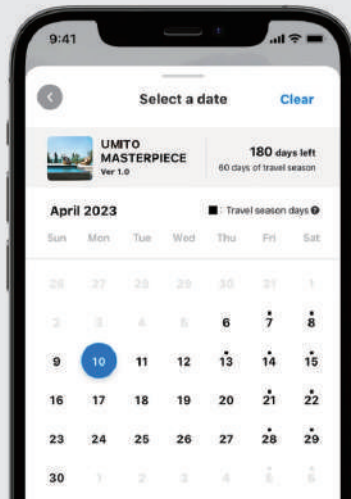 9:41
Select a date
Clear
UMITO
MASTERPIECE
Ver 1.0
180 days left
60 days of travel season
April 2023
: Travel season days ?
Sun Mon Tue Wed Thu Fri Sat
26 27 28 29 30 31 1
2 3 4 5 6 7 8
9 10 11 12 13 14 15
16 17 18 19 20 21 22
23 24 25 26 27 28 29
30 1 2 3 4 5 6